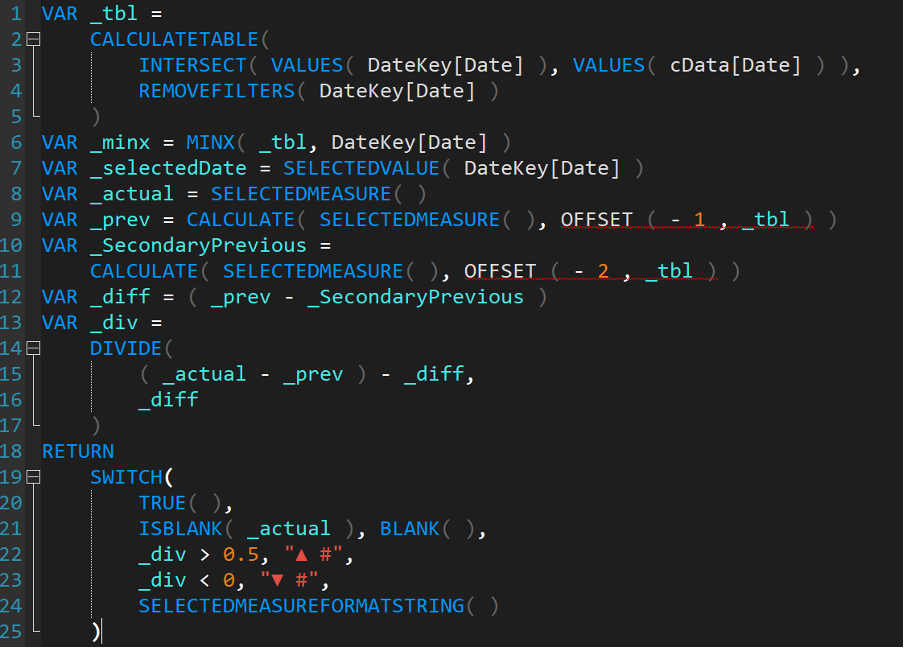 1 VAR _tbl =
2 CALCULATETABLE(
3 INTERSECT( VALUES( DateKey[Date] ), VALUES( cData[Date] ) ),
4 REMOVEFILTERS( DateKey[Date] )
5 )
6 VAR _minx = MINX( _tbl, DateKey[Date] )
7 VAR _selectedDate = SELECTEDVALUE( DateKey[Date] )
8 VAR _actual = SELECTEDMEASURE( )
9 VAR _prev = CALCULATE( SELECTEDMEASURE( ), OFFSET ( - 1 , _tbl ) )
10 VAR _SecondaryPrevious =
11 CALCULATE( SELECTEDMEASURE( ), OFFSET ( - 2 , _tbl ) )
12 VAR _diff = ( _prev - _SecondaryPrevious )
13 VAR _div =
14 DIVIDE(
15 ( _actual - _prev ) - _diff,
16 _diff
17 )
18 RETURN
19 SWITCH(
20 TRUE( ),
21 ISBLANK( _actual ), BLANK( ),
22 _div > 0.5, "▲ #",
23 _div < 0, "▼ #",
24 SELECTEDMEASUREFORMATSTRING( )
25 )